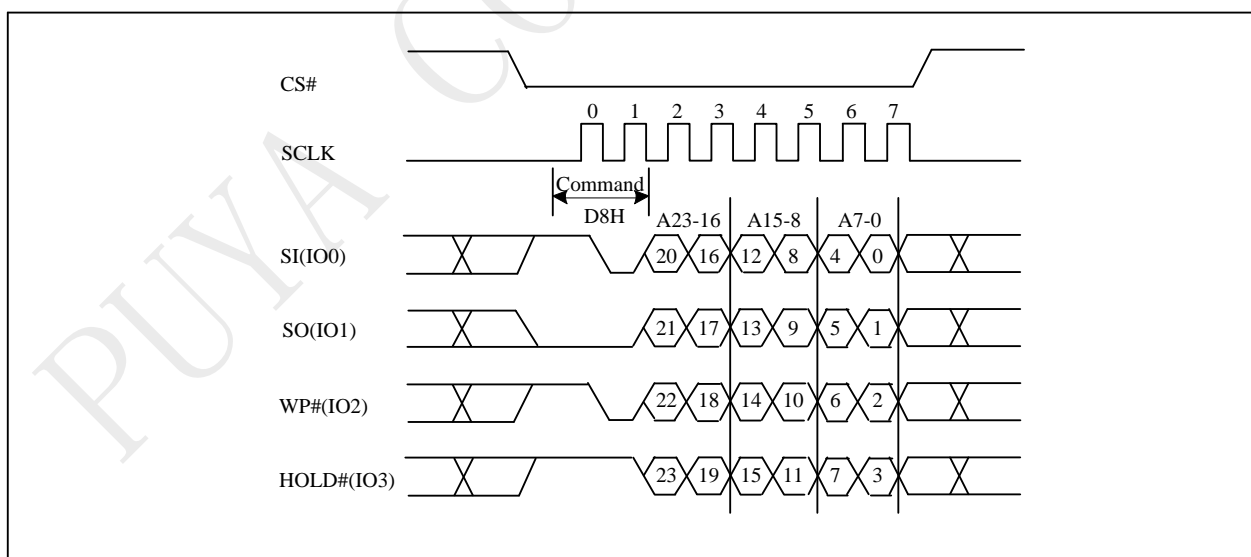 PUYA CO
CS#
0 1 2 3 4 5 6 7
SCLK
Command
D8H
A23-16 A15-8 A7-0
SI(IO0) 20 16 12 8 4 0
SO(IO1) 21 17 13 9 5 1
WP#(IO2) 22 18 14 10 6 2
HOLD#(IO3) 23 19 15 11 7 3